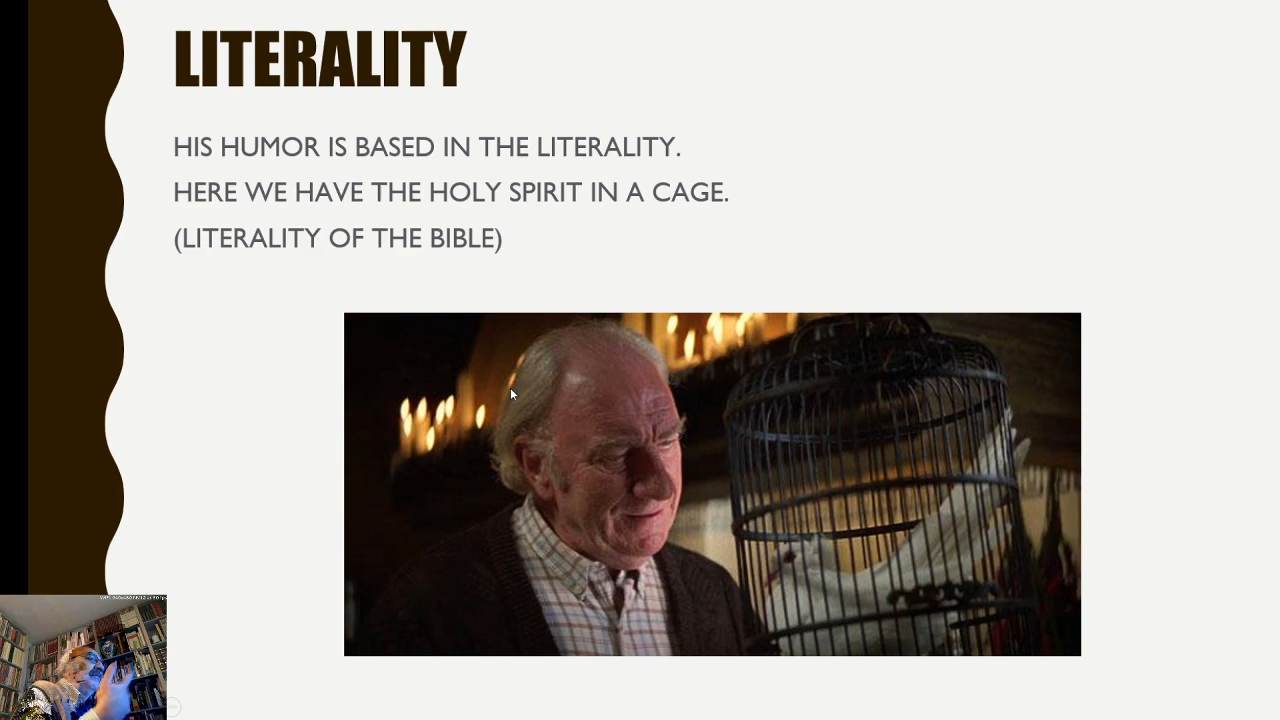 LITERALITY
HIS HUMOR IS BASED IN THE LITERALITY.
HERE WE HAVE THE HOLY SPIRIT IN A CAGE.
(LITERALITY OF THE BIBLE)